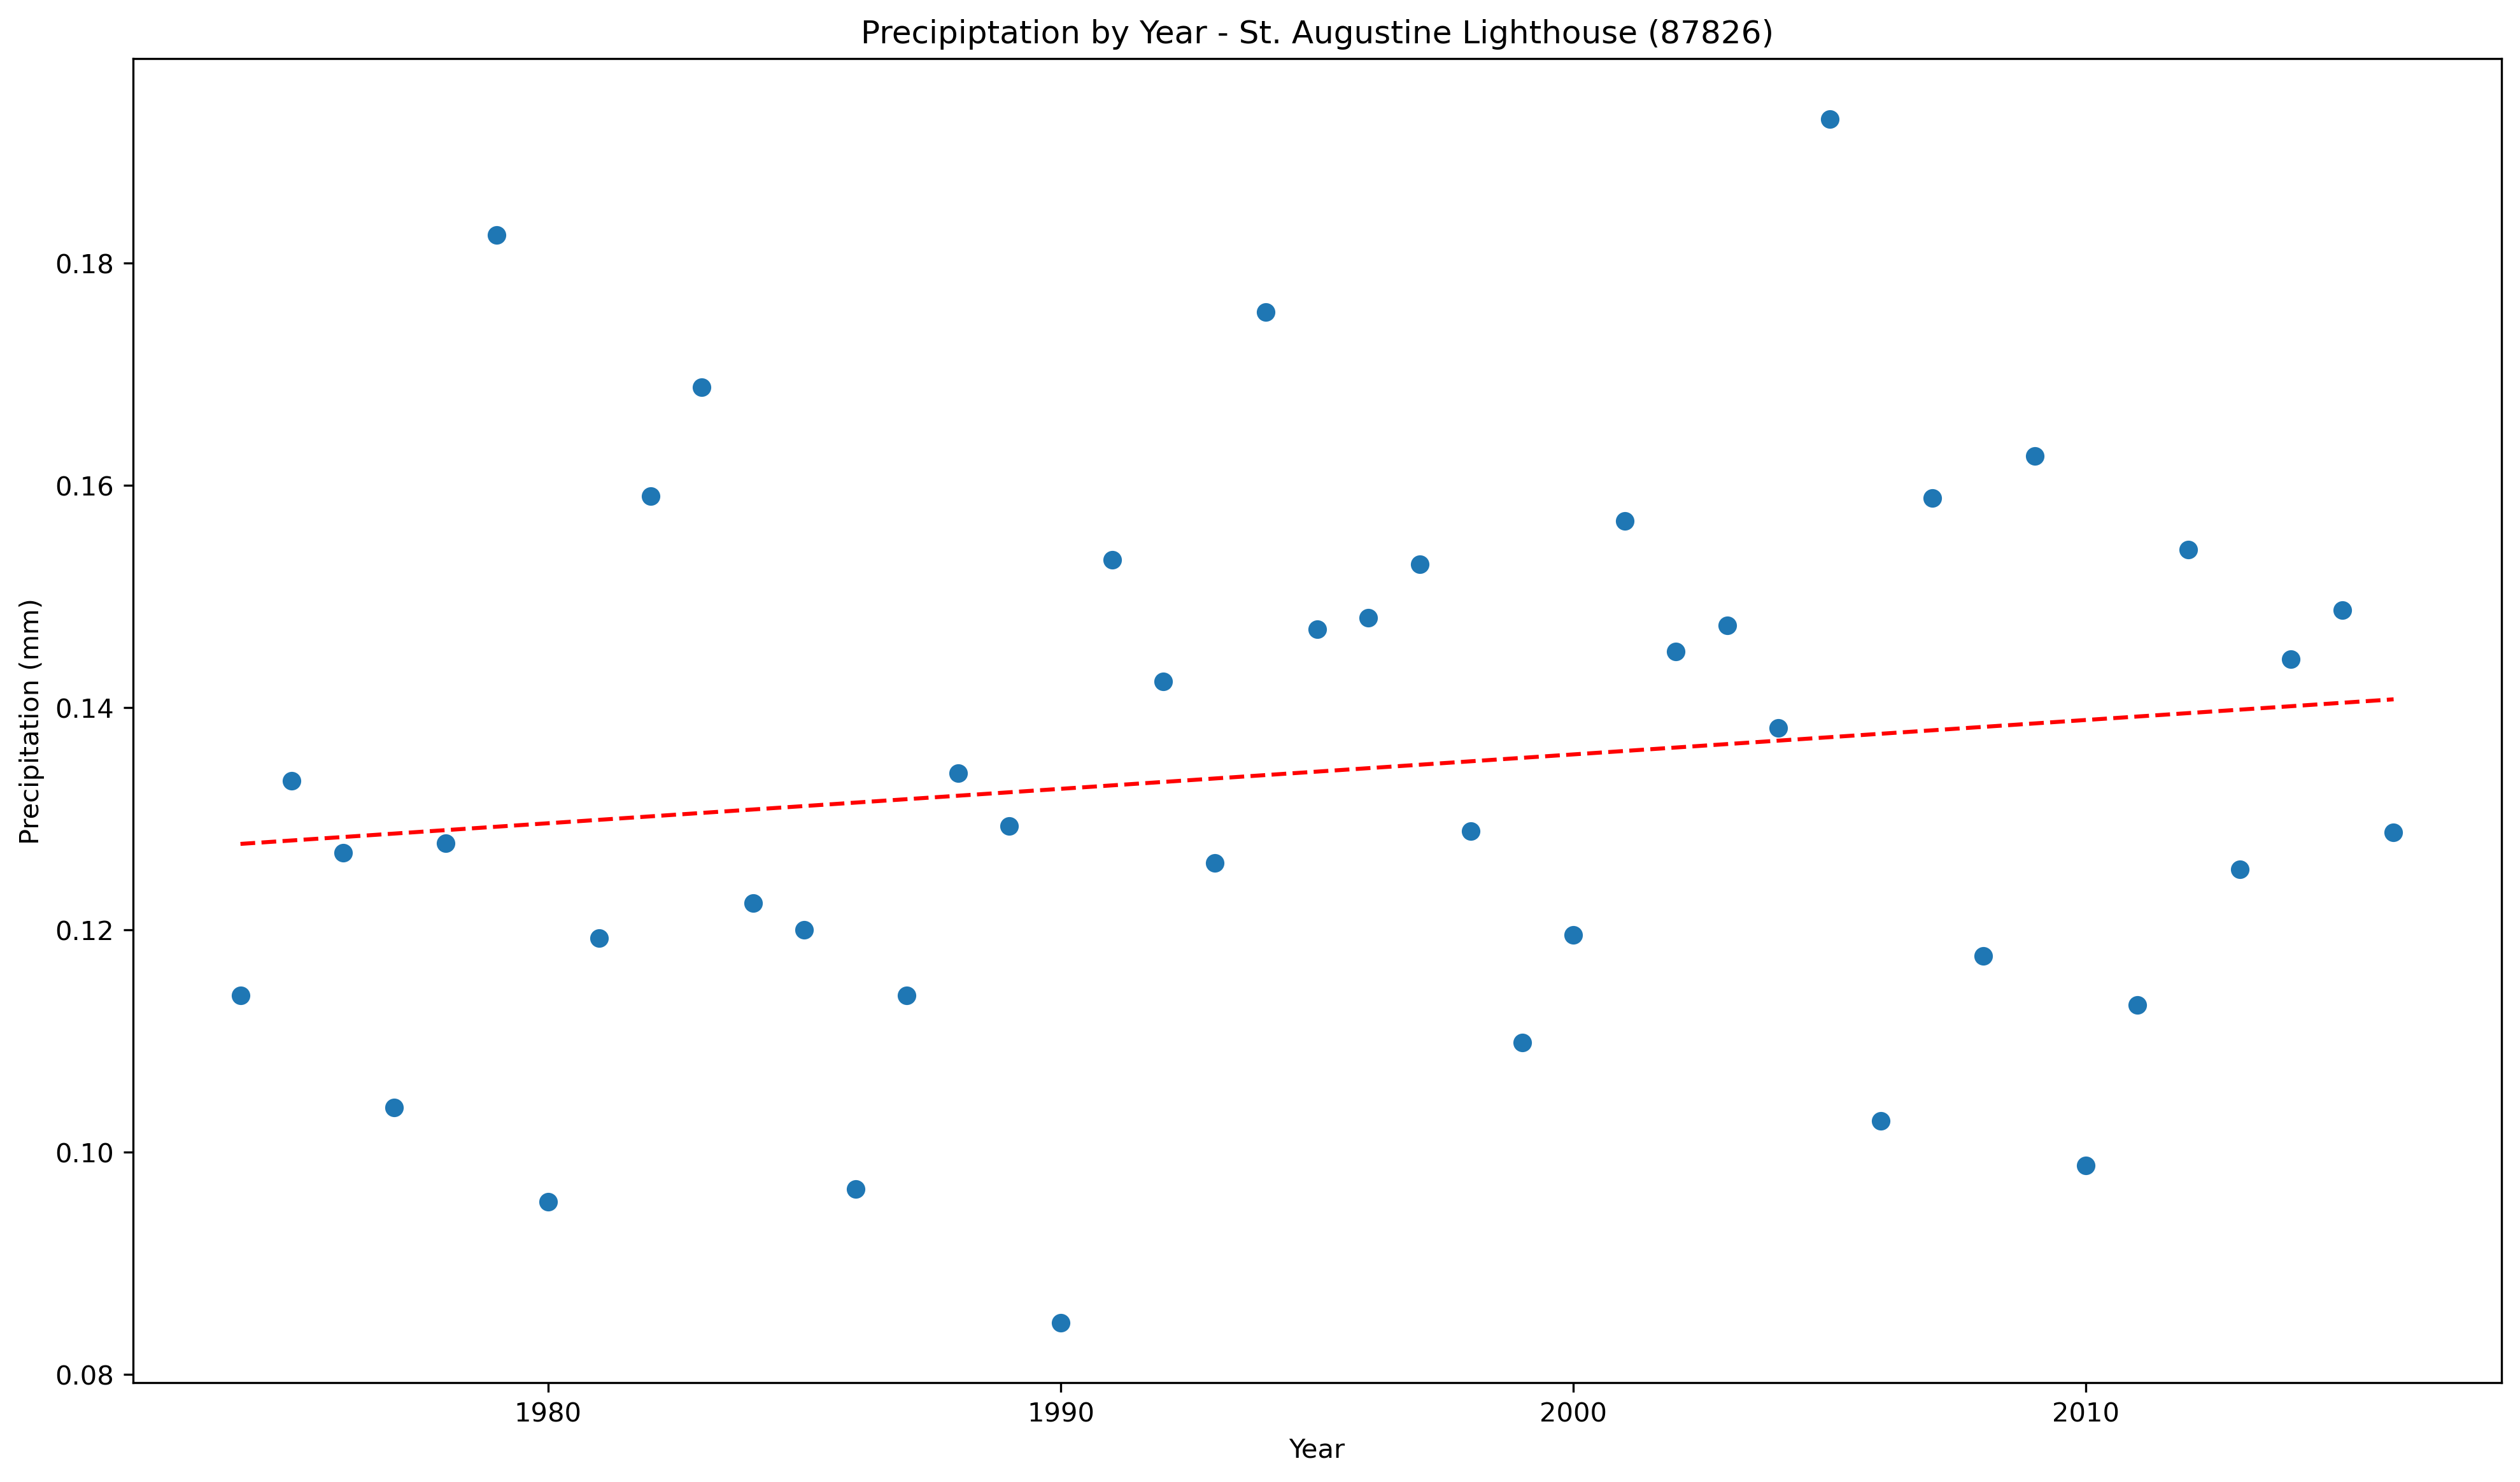 Precipiptation by Year - St. Augustine Lighthouse (87826)
Precipitation (mm)
0.18
0.16
0.14
0.12
0.10
0.08
1980 1990 2000 2010
Year